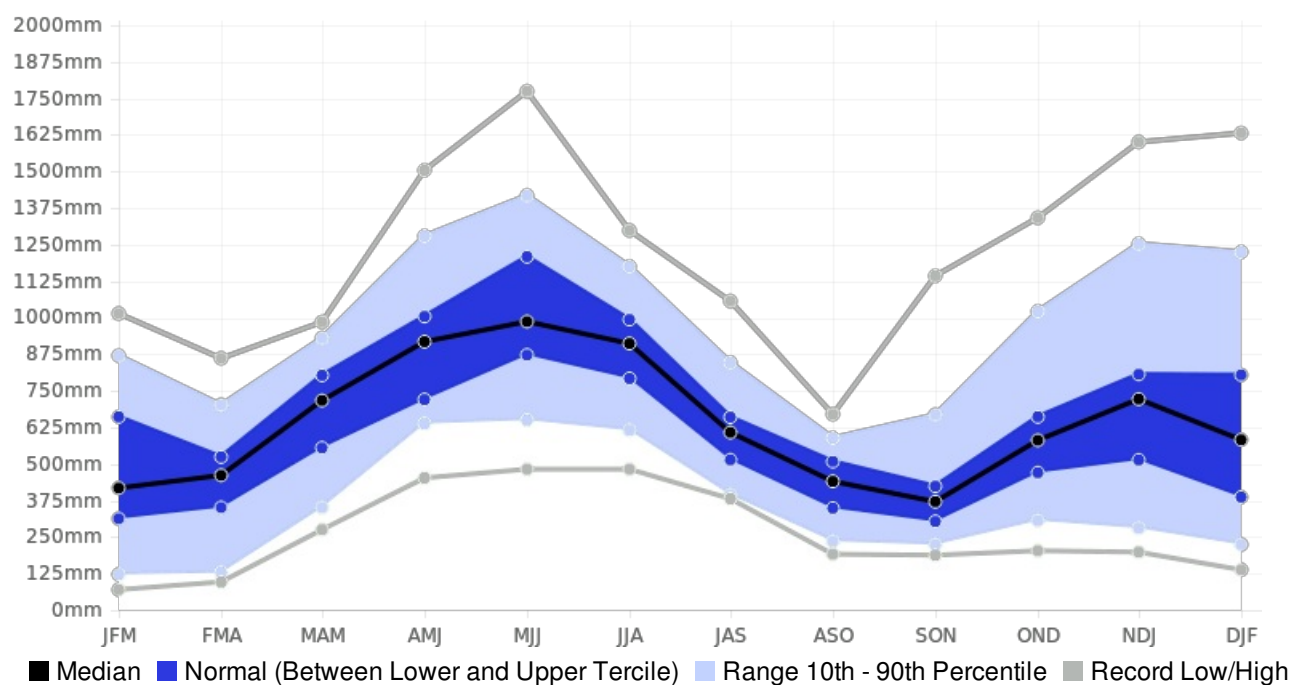 2000mm
1875mm
1750mm
1625mm
1500mm
1375mm
1250mm
1125mm
1000mm
875mm
750mm
625mm
500mm
375mm
250mm
125mm
0mm
JFM FMA MAM AMJ MJJ JJA JAS ASO SON OND NDJ DJF
Median Normal (Between Lower and Upper Tercile) Range 10th - 90th Percentile Record Low/High